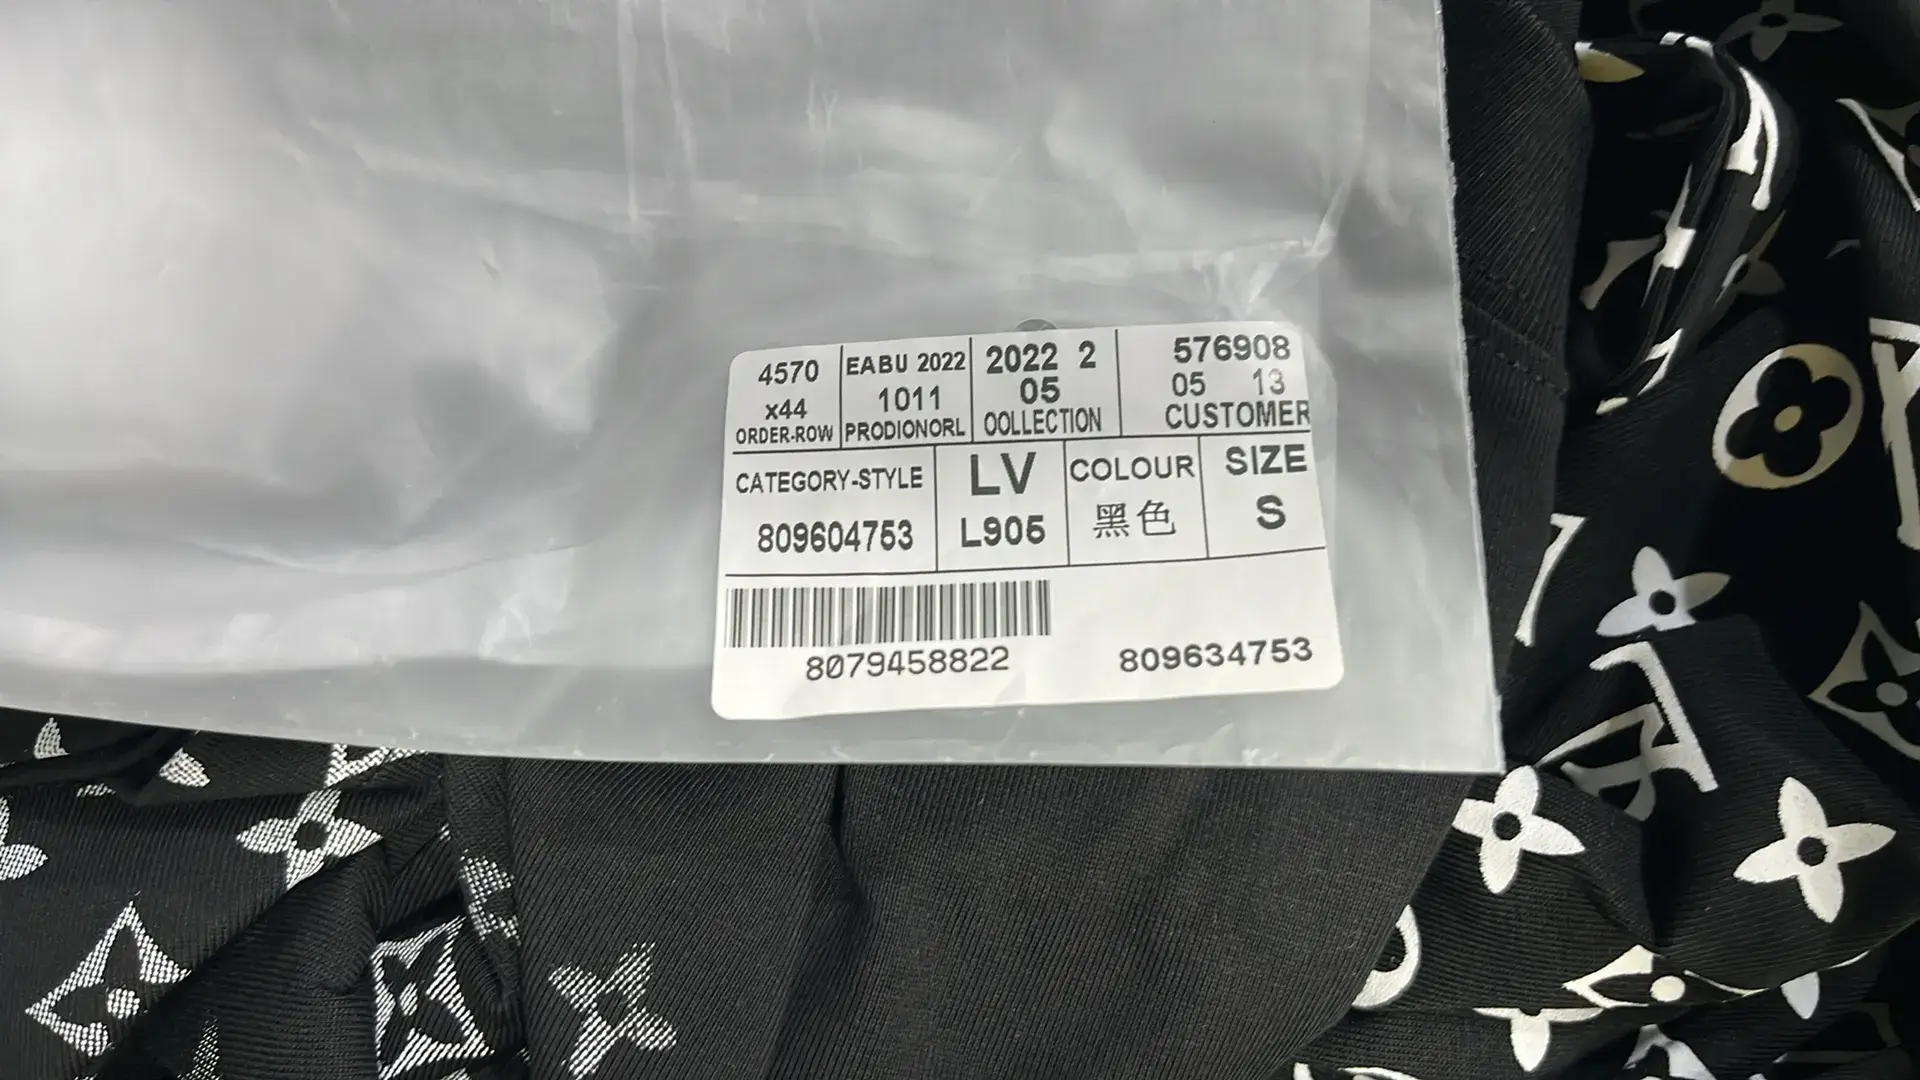 4570
x44
ORDER-ROW
EABU 2022
1011
PRODIONORL
2022 2
05
OOLLECTION
576908
05 13
CUSTOMER
CATEGORY-STYLE
809604753
LV
L905
COLOUR
黑色
SIZE
S
8079458822
809634753